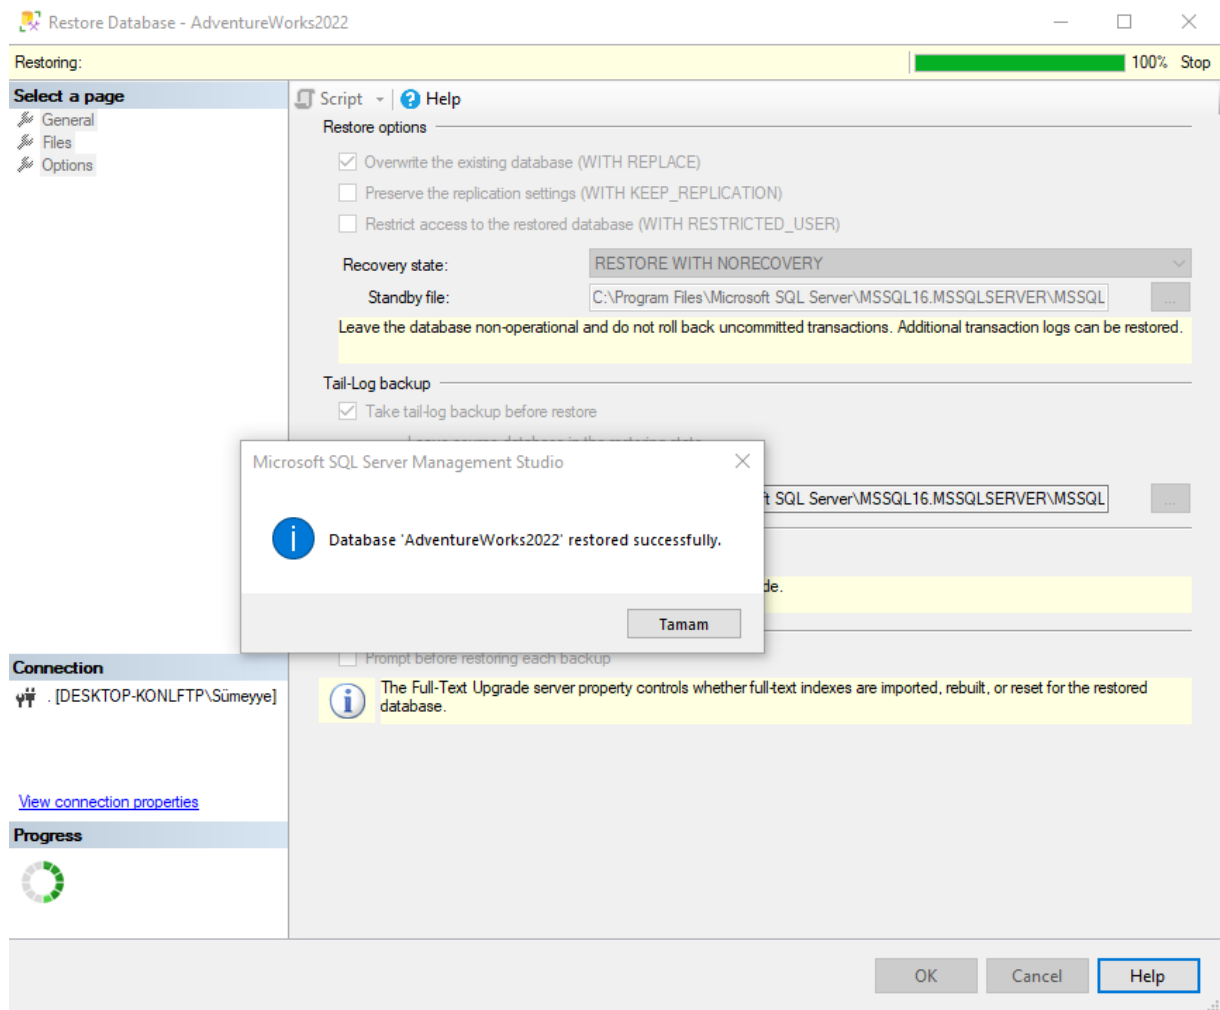 Restore Database - AdventureWorks2022
Restoring:
100%
Stop
Select a page
General
Files
Options
Script
Help
Restore options
Overwrite the existing database (WITH REPLACE)
Preserve the replication settings (WITH KEEP_REPLICATION)
Restrict access to the restored database (WITH RESTRICTED_USER)
Recovery state:
RESTORE WITH NORECOVERY
Standby file:
C:\Program Files\Microsoft SQL Server\MSSQL16.MSSQLSERVER\MSSQL
...
Leave the database non-operational and do not roll back uncommitted transactions. Additional transaction logs can be restored.
Tail-Log backup
Take tail-log backup before restore
Microsoft SQL Server Management Studio
t SQL Server\MSSQL16.MSSQLSERVER\MSSQL
...
Database 'AdventureWorks2022' restored successfully.
de.
Tamam
Prompt before restoring each backup
The Full-Text Upgrade server property controls whether full-text indexes are imported, rebuilt, or reset for the restored
database.
Connection
. [DESKTOP-KONLFTP\Sümeyye]
View connection properties
Progress
OK
Cancel
Help